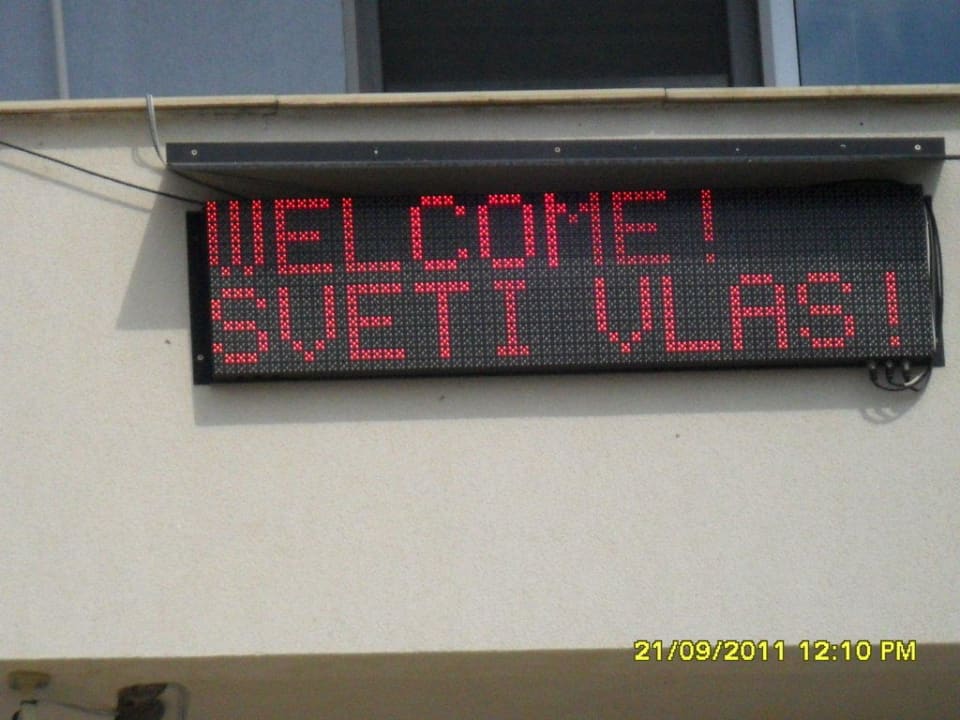 WELCOME!
SVETI VLAS!
21/09/2011 12:10 PM